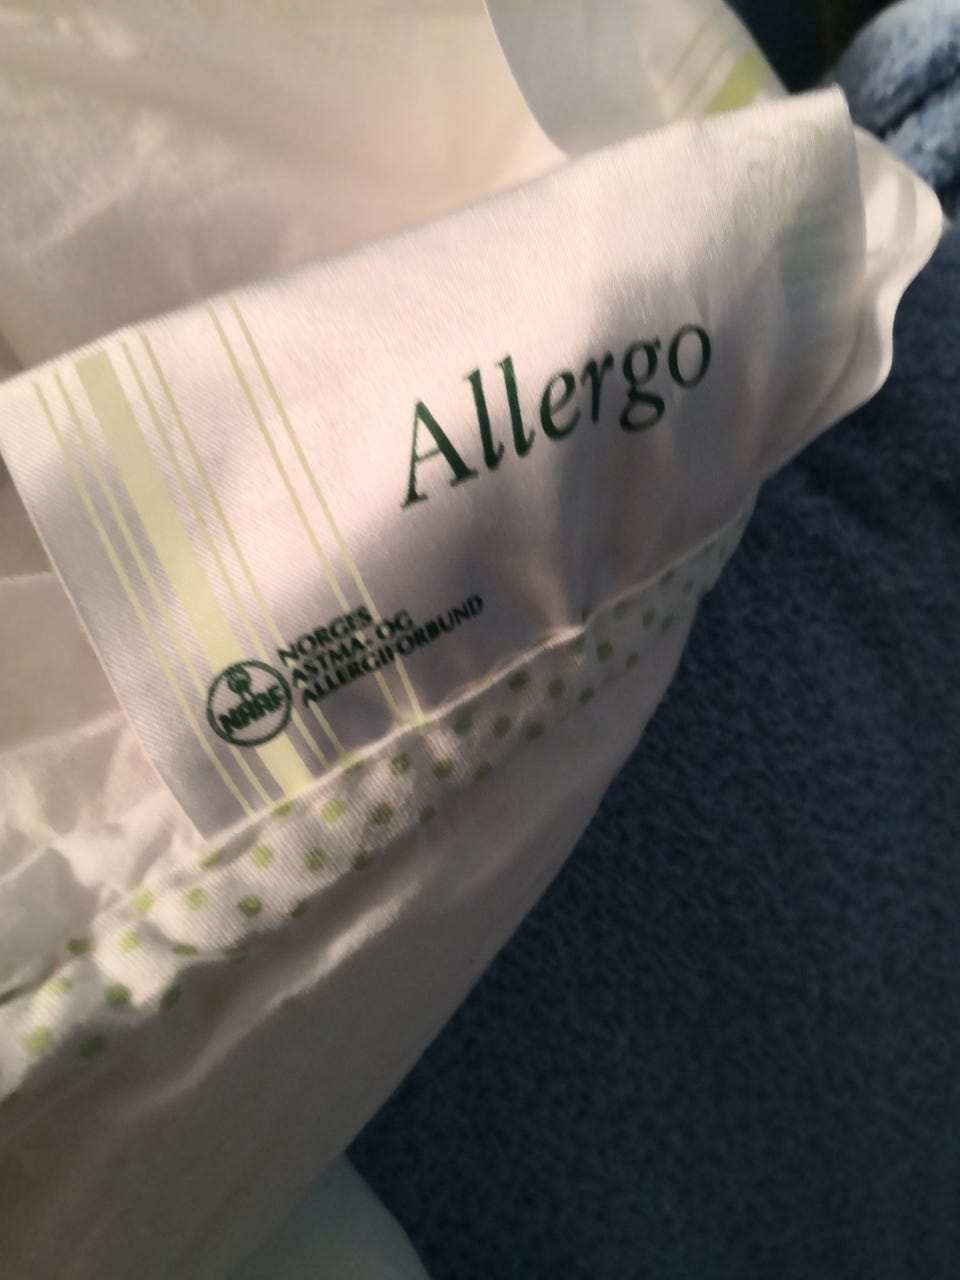 Allergo
NORGES
ASTMA- OG
ALLERGIFORBUND
NAAF